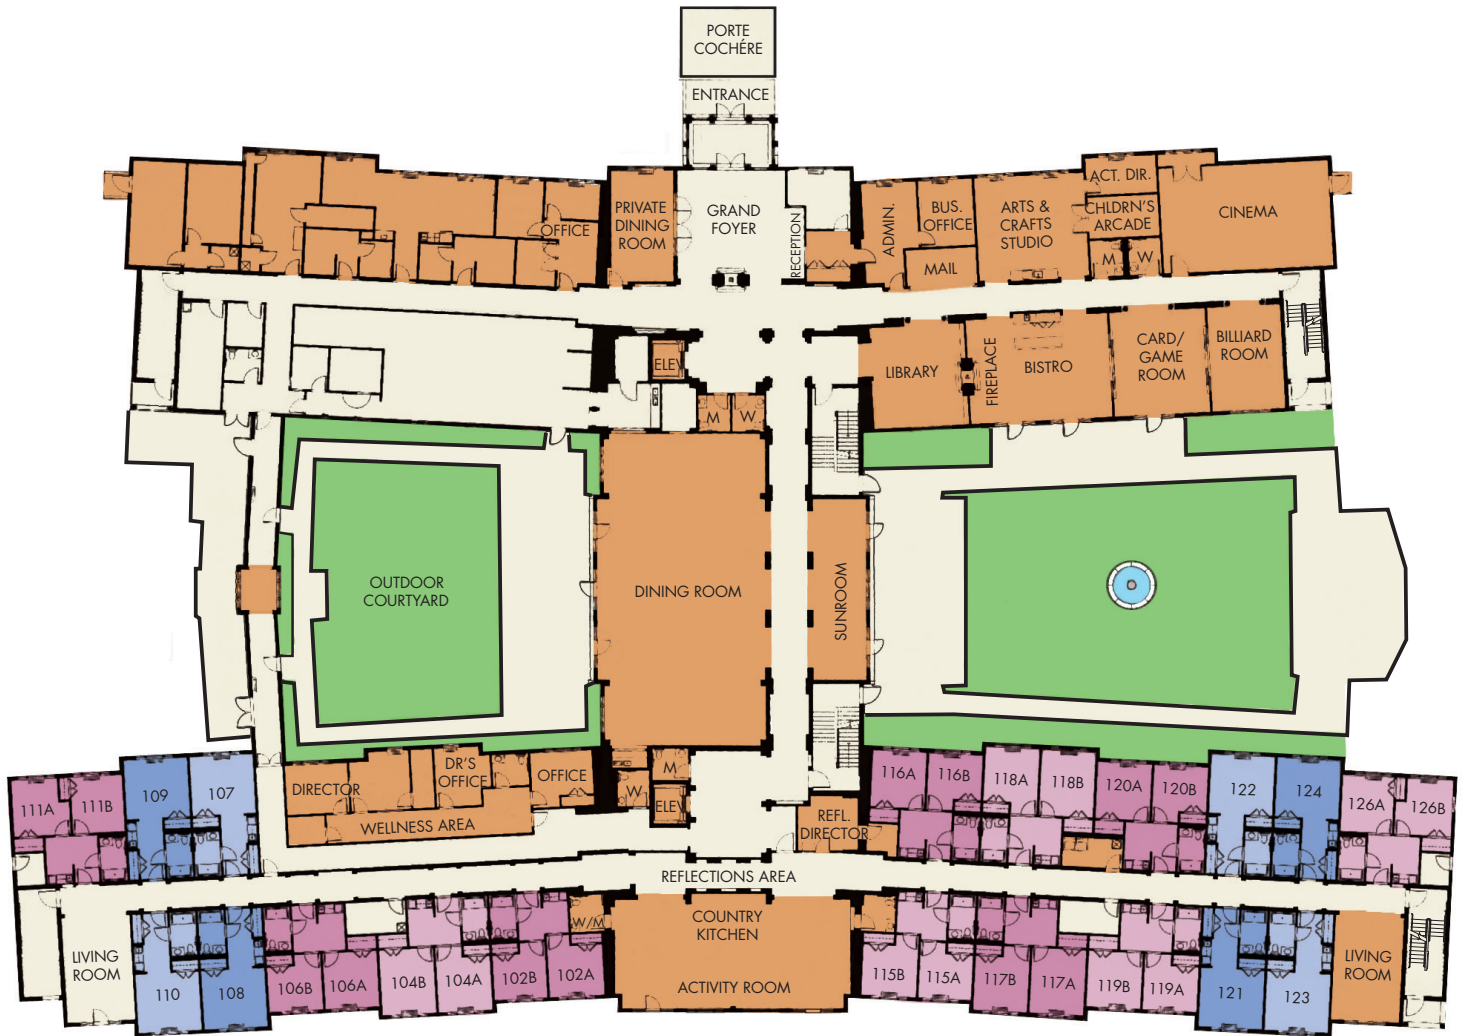 PORTE
COCHÉRE
ENTRANCE
OFFICE
PRIVATE
DINING
ROOM
GRAND
FOYER
RECEPTION
ADMIN.
BUS.
OFFICE
MAIL
ARTS &
CRAFTS
STUDIO
ACT. DIR.
CHLDRN'S
ARCADE
M
W
CINEMA
ELEV
LIBRARY
FIREPLACE
BISTRO
CARD/
GAME
ROOM
BILLIARD
ROOM
M
W
OUTDOOR
COURTYARD
DINING ROOM
SUNROOM
DIRECTOR
DR'S
OFFICE
OFFICE
WELLNESS AREA
M
W
ELEV
REFL.
DIRECTOR
111A
111B
109
107
116A
116B
118A
118B
120A
120B
122
124
126A
126B
REFLECTIONS AREA
LIVING
ROOM
110
108
106B
106A
104B
104A
102B
102A
W/M
COUNTRY
KITCHEN
ACTIVITY ROOM
115B
115A
117B
117A
119B
119A
121
123
LIVING
ROOM